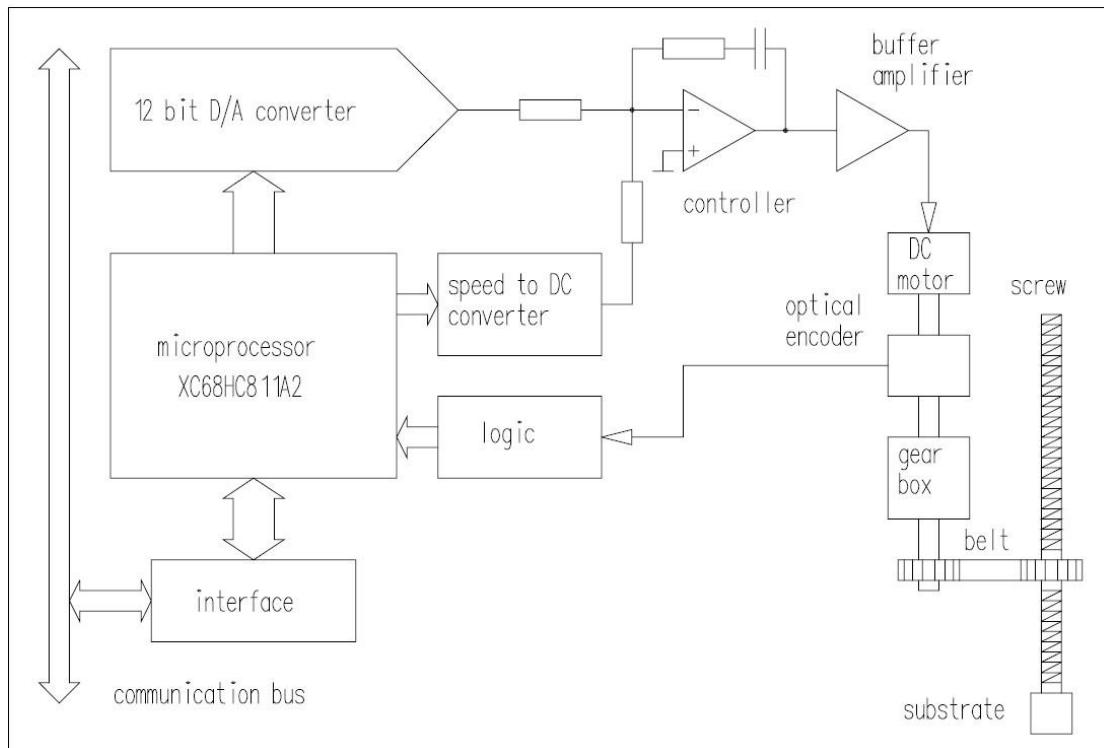 buffer
amplifier
12 bit D/A converter
−
+
controller
DC
motor
screw
speed to DC
converter
optical
encoder
microprocessor
XC68HC811A2
logic
gear
box
belt
interface
communication bus
substrate